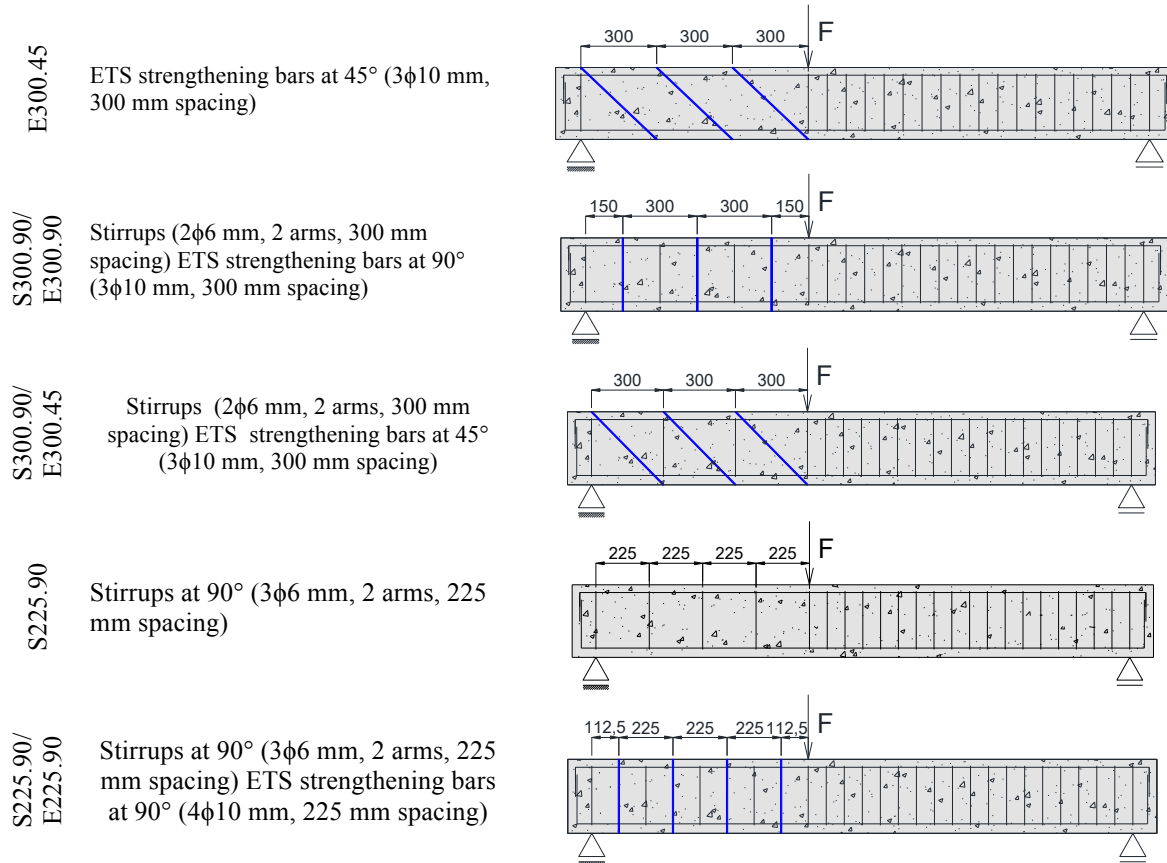 E300.45
ETS strengthening bars at 45° (3ϕ10 mm,
300 mm spacing)
300 300 300 F
S300.90/
E300.90
Stirrups (2ϕ6 mm, 2 arms, 300 mm
spacing) ETS strengthening bars at 90°
(3ϕ10 mm, 300 mm spacing)
150 300 300 150 F
S300.90/
E300.45
Stirrups (2ϕ6 mm, 2 arms, 300 mm
spacing) ETS strengthening bars at 45°
(3ϕ10 mm, 300 mm spacing)
300 300 300 F
S225.90
Stirrups at 90° (3ϕ6 mm, 2 arms, 225
mm spacing)
225 225 225 225 F
S225.90/
E225.90
Stirrups at 90° (3ϕ6 mm, 2 arms, 225
mm spacing) ETS strengthening bars
at 90° (4ϕ10 mm, 225 mm spacing)
112,5 225 225 225 112,5 F